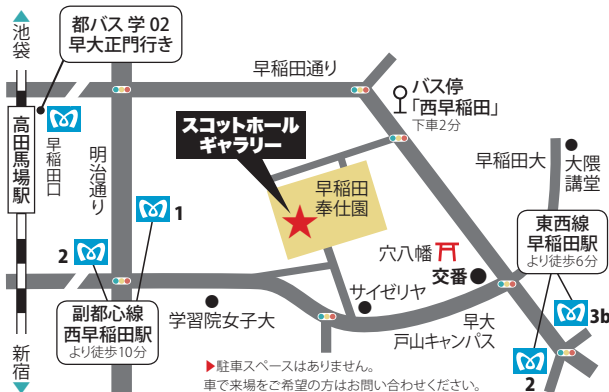 池袋
都バス 学 02
早大正門行き
高田馬場駅
早稲田口
明治通り
早稲田通り
バス停
「西早稲田」
下車2分
スコットホール
ギャラリー
早稲田
奉仕園
早稲田大
大隈
講堂
1
2
東西線
早稲田駅
より徒歩6分
穴八幡
交番
サイゼリヤ
3b
副都心線
西早稲田駅
より徒歩10分
学習院女子大
早大
戸山キャンパス
2
新宿
▶駐車スペースはありません。
車で来場をご希望の方はお問い合わせください。